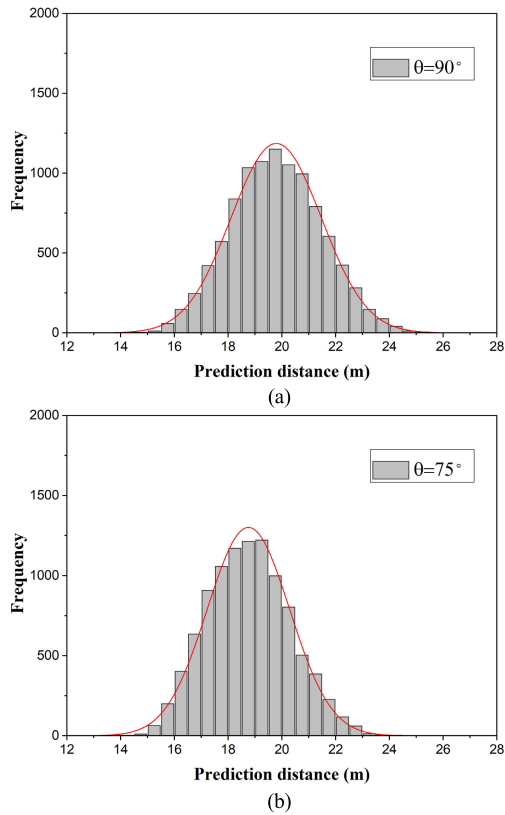 2000
1500
1000
500
0
Frequency
θ=90°
12 14 16 18 20 22 24 26 28
Prediction distance (m)
(a)
2000
1500
1000
500
0
Frequency
θ=75°
12 14 16 18 20 22 24 26 28
Prediction distance (m)
(b)